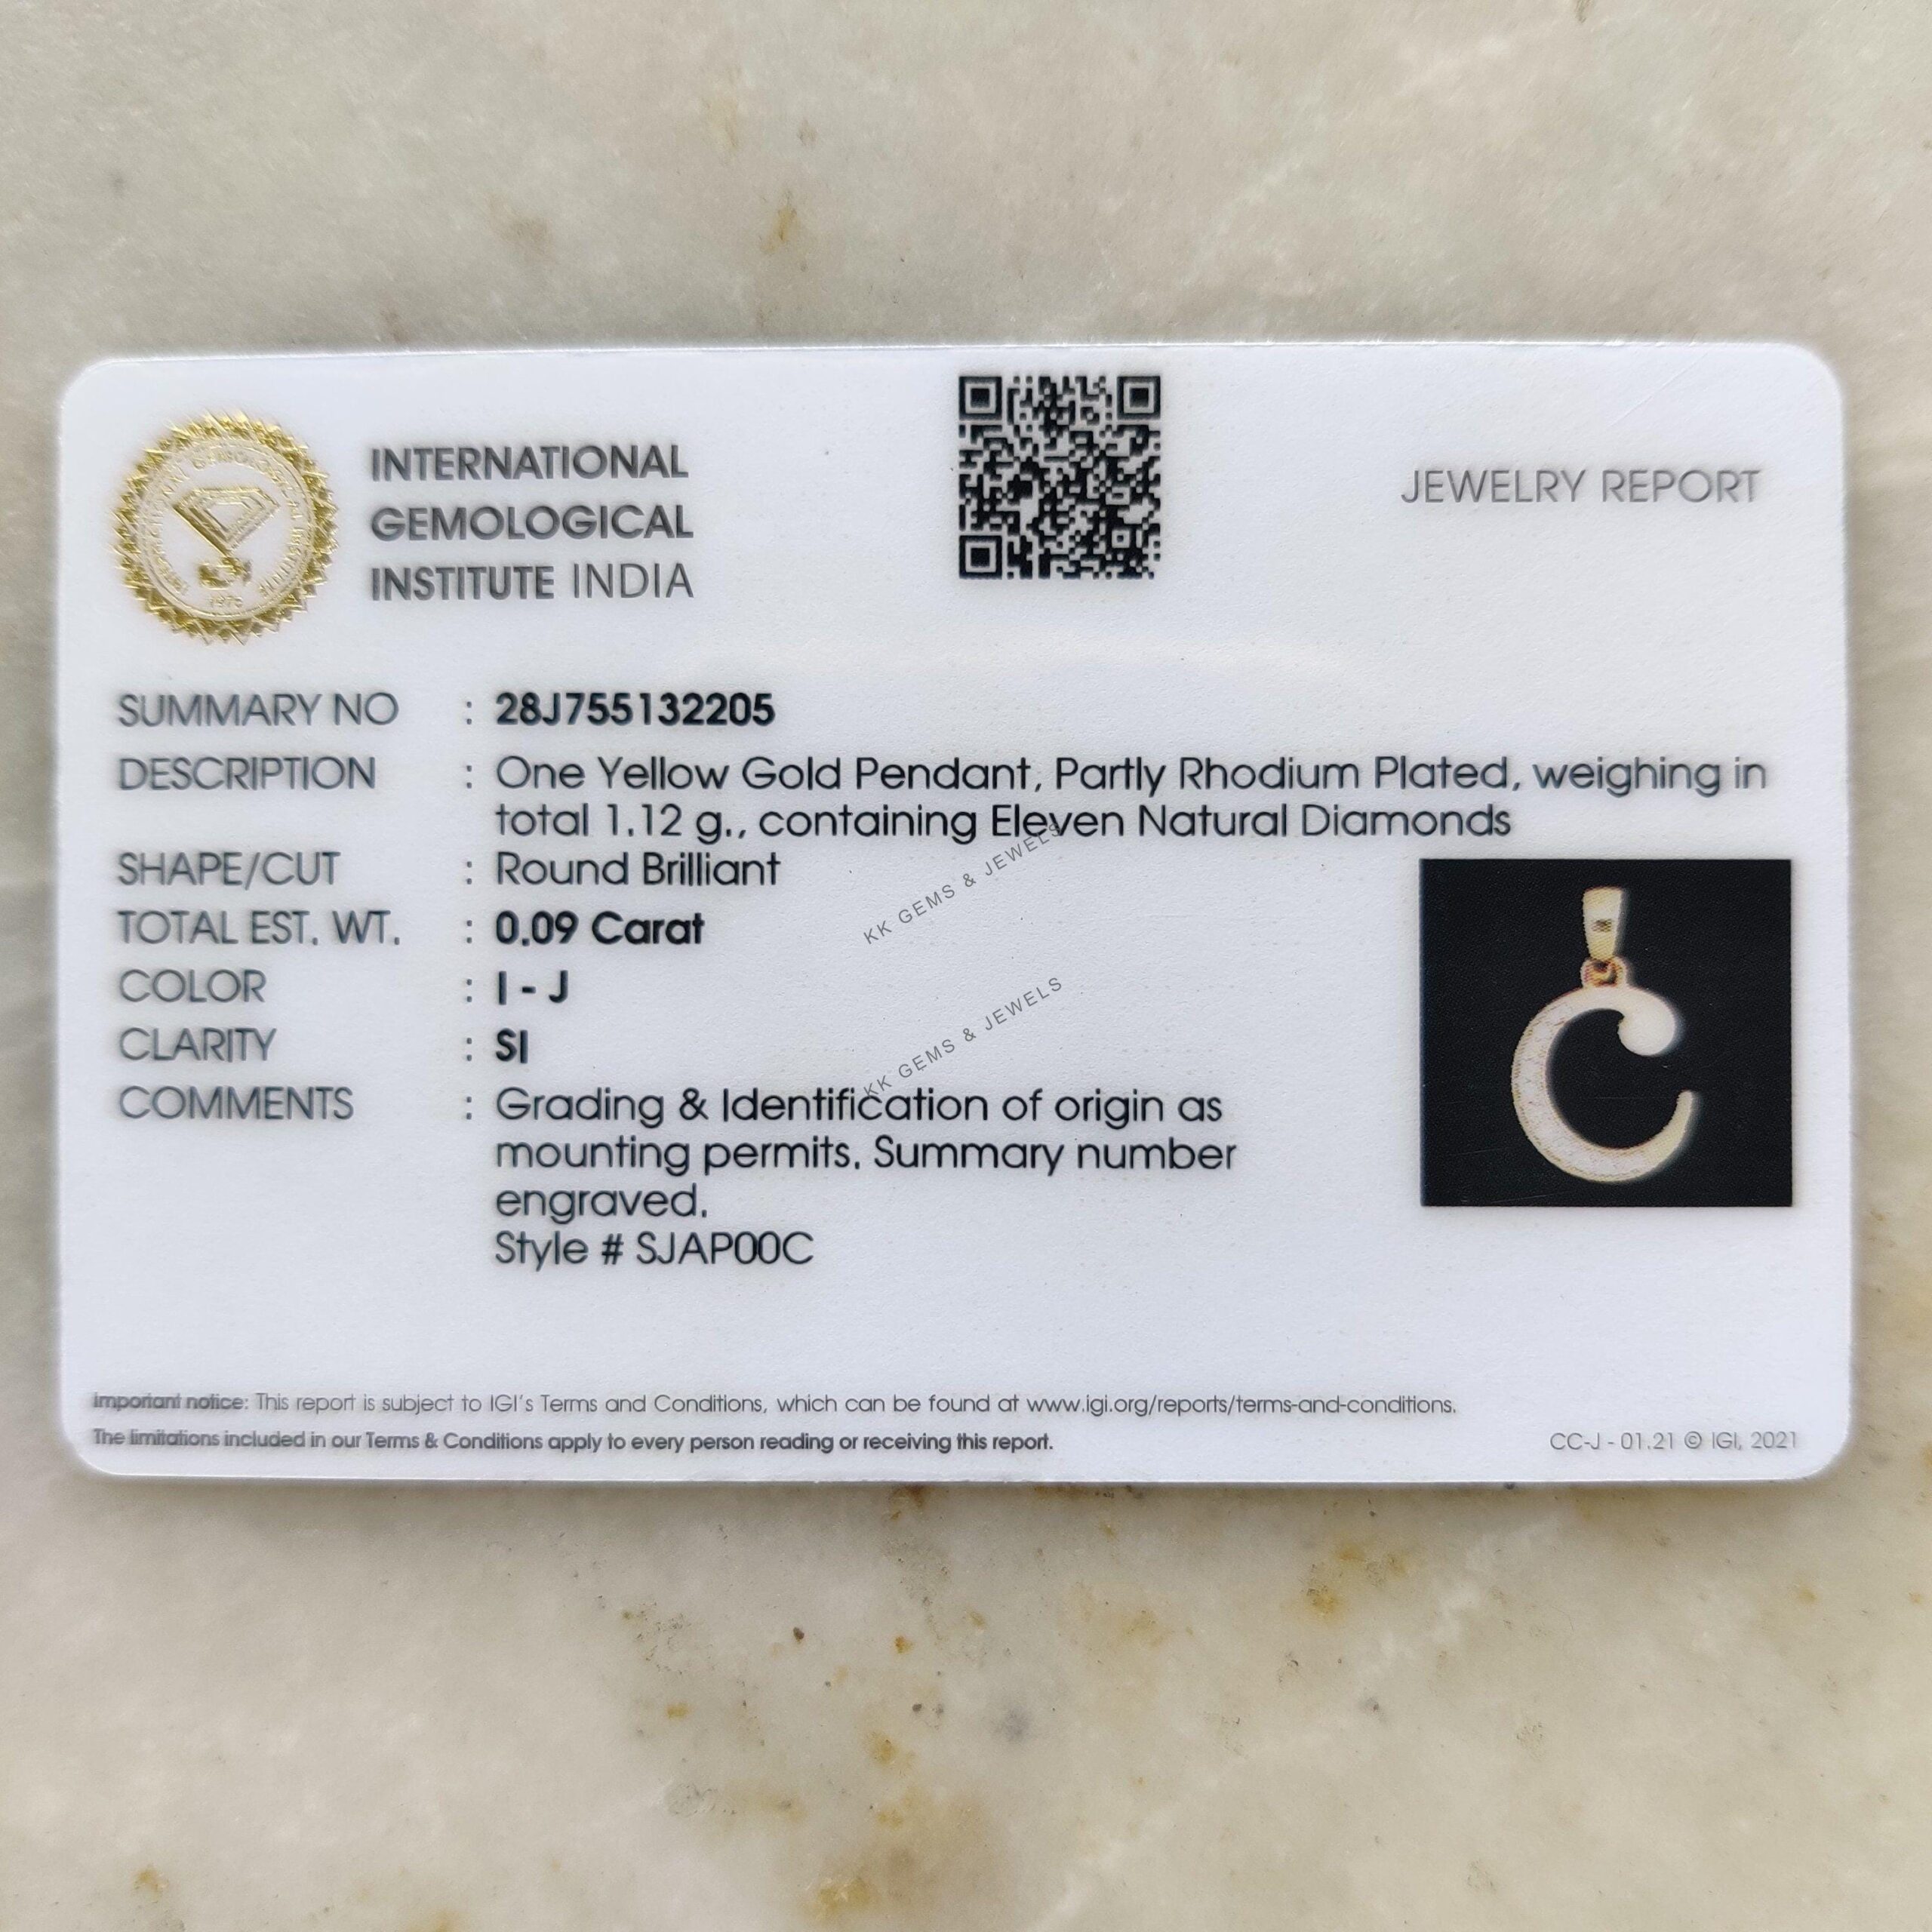 INTERNATIONAL
GEMOLOGICAL
INSTITUTE INDIA
1975
JEWELRY REPORT
SUMMARY NO : 28J755132205
DESCRIPTION : One Yellow Gold Pendant, Partly Rhodium Plated, weighing in
total 1.12 g., containing Eleven Natural Diamonds
SHAPE/CUT : Round Brilliant
TOTAL EST. WT. : 0.09 Carat
COLOR : I - J
CLARITY : SI
COMMENTS : Grading & Identification of origin as
mounting permits. Summary number
engraved.
Style # SJAP00C
KK GEMS & JEWELS
KK GEMS & JEWELS
Important notice: This report is subject to IGI's Terms and Conditions, which can be found at www.igi.org/reports/terms-and-conditions.
The limitations included in our Terms & Conditions apply to every person reading or receiving this report.
CC-J - 01.21 © IGI, 2021